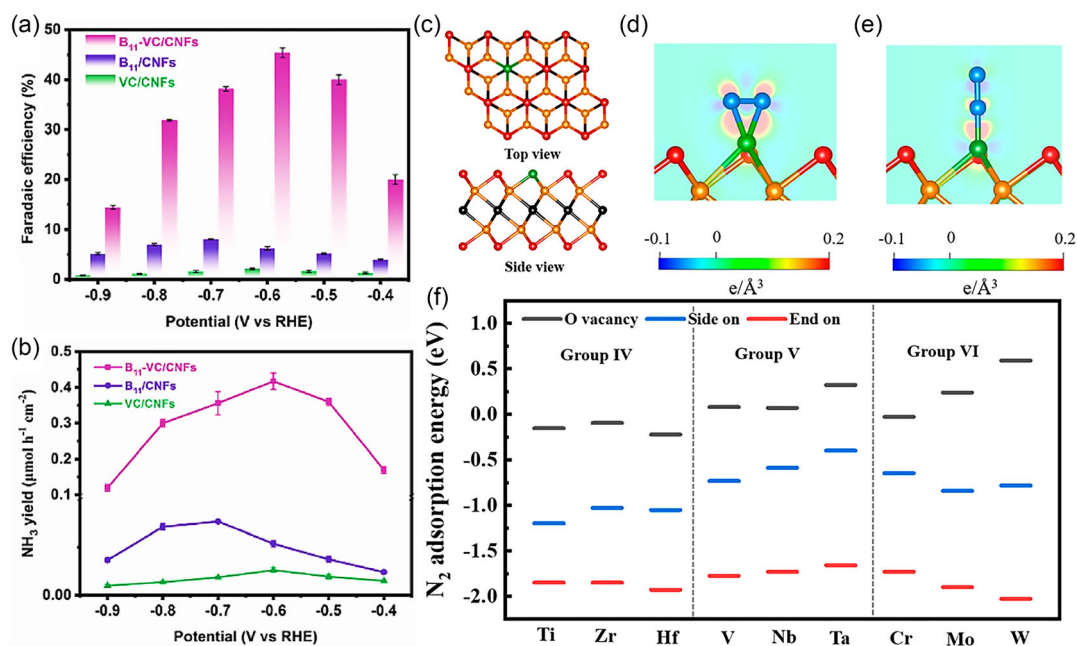 (a)
B₁₁-VC/CNFs
B₁₁/CNFs
VC/CNFs
Faradaic efficiency (%)
50
40
30
20
10
5
0
-0.9 -0.8 -0.7 -0.6 -0.5 -0.4
Potential (V vs RHE)
(b)
B₁₁-VC/CNFs
B₁₁/CNFs
VC/CNFs
NH₃ yield (μmol h⁻¹ cm⁻²)
0.5
0.4
0.3
0.1
0.00
-0.9 -0.8 -0.7 -0.6 -0.5 -0.4
Potential (V vs RHE)
(c)
Top view
Side view
(d)
-0.1 0 0.2
e/Å³
(e)
-0.1 0 0.2
e/Å³
(f)
O vacancy Side on End on
Group IV Group V Group VI
N₂ adsorption energy (eV)
1.0
0.5
0.0
-0.5
-1.0
-1.5
-2.0
Ti Zr Hf V Nb Ta Cr Mo W